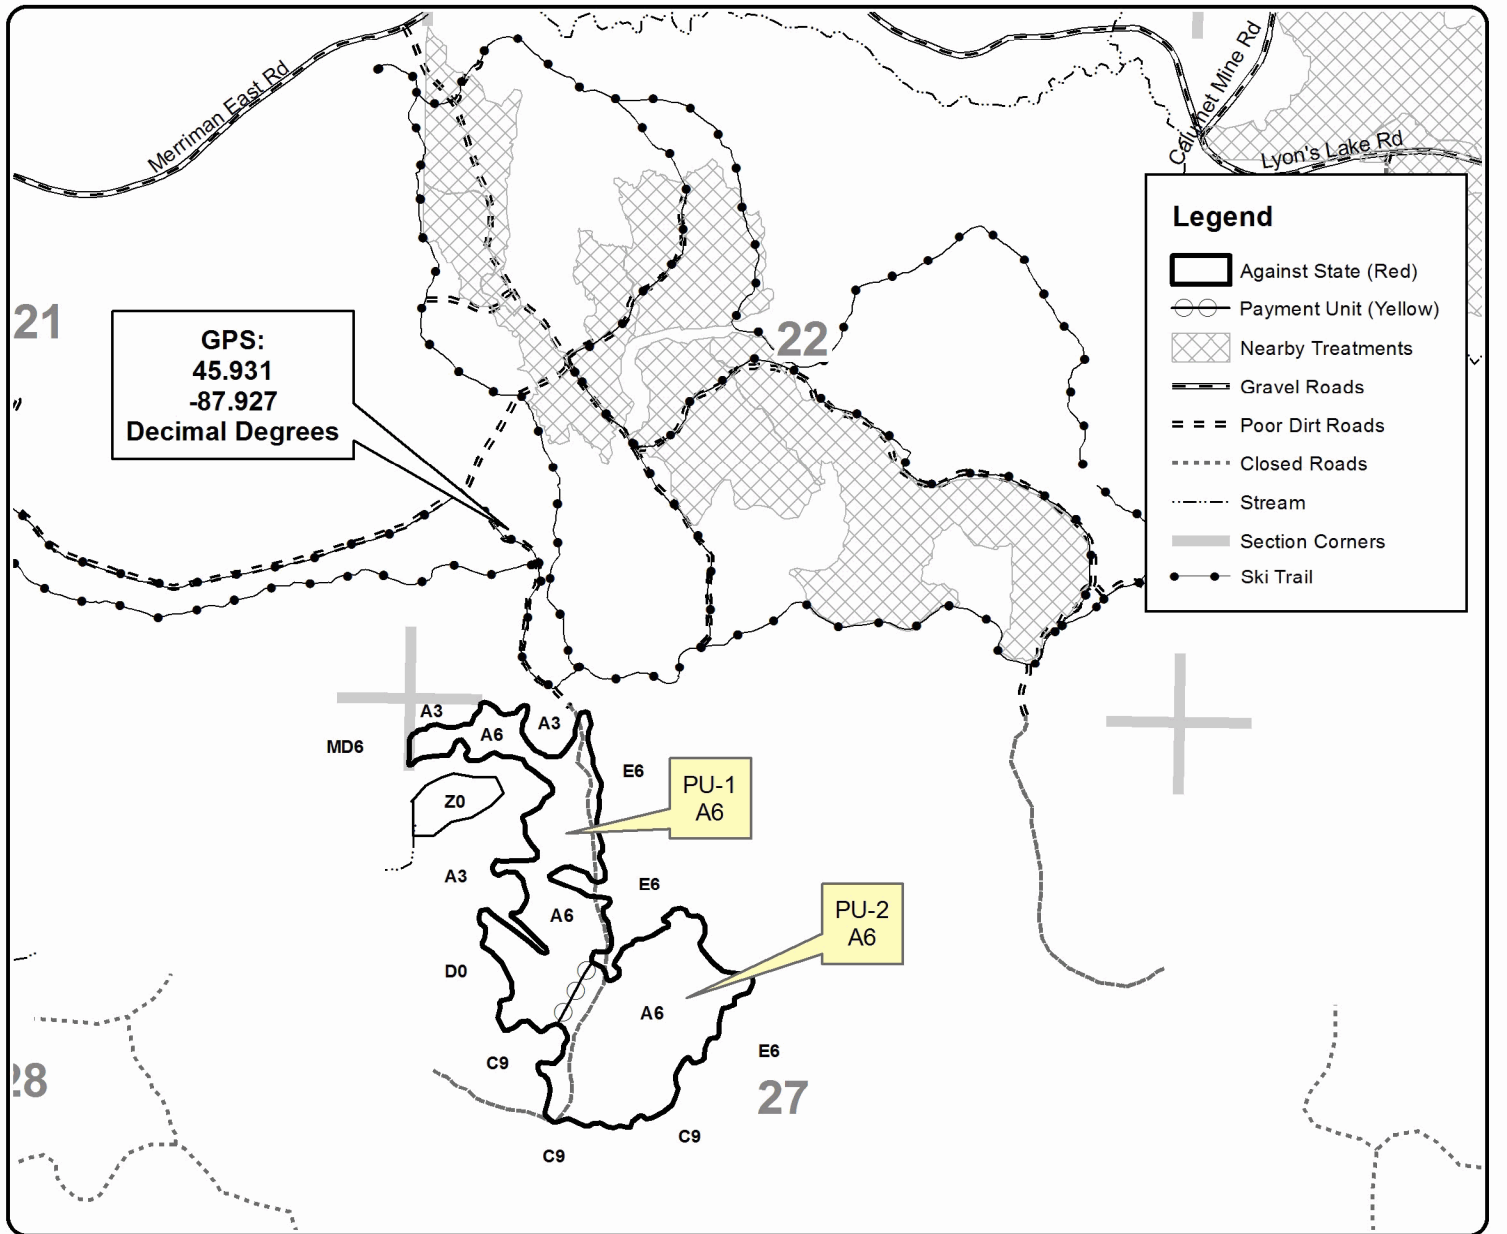 Merriman East Rd
Calumet Mine Rd
Lyon's Lake Rd
Legend
Against State (Red)
Payment Unit (Yellow)
Nearby Treatments
Gravel Roads
Poor Dirt Roads
Closed Roads
Stream
Section Corners
Ski Trail
21
22
GPS:
45.931
-87.927
Decimal Degrees
A3
A6
A3
MD6
E6
PU-1
A6
Z0
A3
E6
A6
PU-2
A6
D0
A6
C9
E6
28
27
C9
C9